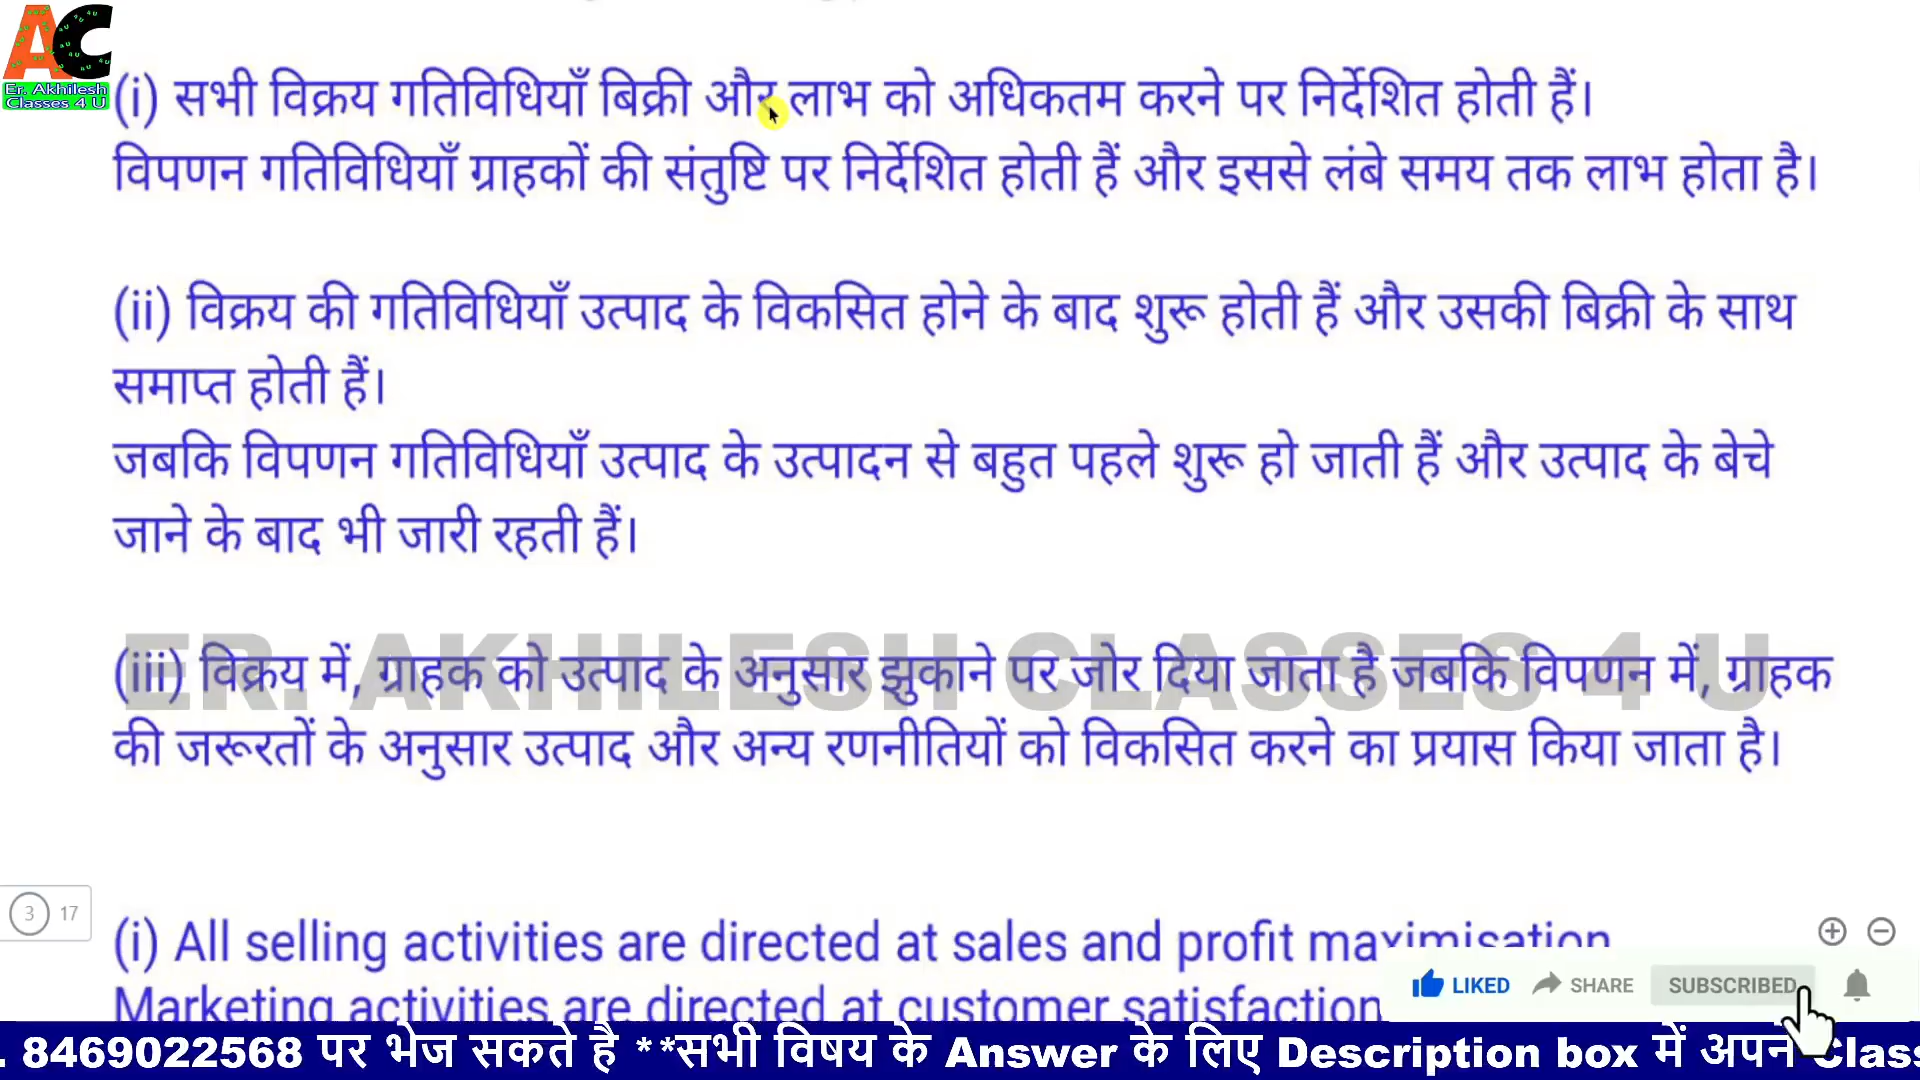 AC
Er. Akhilesh
Classes 4 U
(i) सभी विक्रय गतिविधियाँ बिक्री और लाभ को अधिकतम करने पर निर्देशित होती हैं।
विपणन गतिविधियाँ ग्राहकों की संतुष्टि पर निर्देशित होती हैं और इससे लंबे समय तक लाभ होता है।
(ii) विक्रय की गतिविधियाँ उत्पाद के विकसित होने के बाद शुरू होती हैं और उसकी बिक्री के साथ
समाप्त होती हैं।
जबकि विपणन गतिविधियाँ उत्पाद के उत्पादन से बहुत पहले शुरू हो जाती हैं और उत्पाद के बेचे
जाने के बाद भी जारी रहती हैं।
ER. AKHILESH CLASSES 4 U
(iii) विक्रय में, ग्राहक को उत्पाद के अनुसार झुकाने पर जोर दिया जाता है जबकि विपणन में, ग्राहक
की जरूरतों के अनुसार उत्पाद और अन्य रणनीतियों को विकसित करने का प्रयास किया जाता है।
3 17
(i) All selling activities are directed at sales and profit maximisation
Marketing activities are directed at customer satisfaction
LIKED SHARE SUBSCRIBED
. 8469022568 पर भेज सकते है **सभी विषय के Answer के लिए Description box में अपने Class